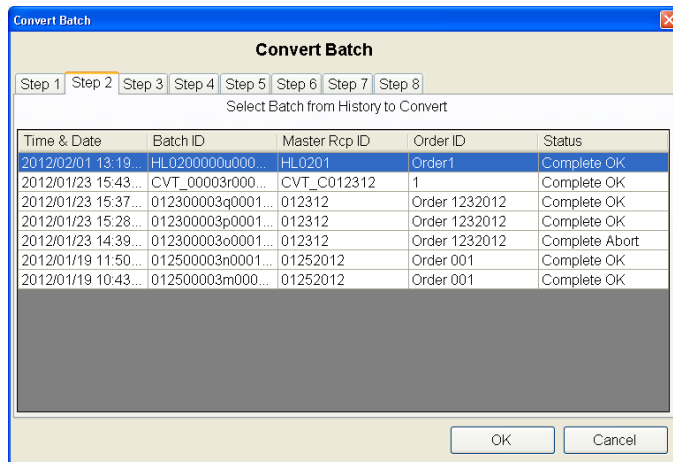 Convert Batch
Convert Batch
Step 1 Step 2 Step 3 Step 4 Step 5 Step 6 Step 7 Step 8
Select Batch from History to Convert
Time & Date Batch ID Master Rcp ID Order ID Status
2012/02/01 13:19... HL0200000u000... HL0201 Order1 Complete OK
2012/01/23 15:43... CVT_00003r000... CVT_C012312 1 Complete OK
2012/01/23 15:37... 012300003q0001... 012312 Order 1232012 Complete OK
2012/01/23 15:28... 012300003p0001... 012312 Order 1232012 Complete OK
2012/01/23 14:39... 012300003o0001... 012312 Order 1232012 Complete Abort
2012/01/19 11:50... 012500003n0001... 01252012 Order 001 Complete OK
2012/01/19 10:43... 012500003m000... 01252012 Order 001 Complete OK
OK Cancel